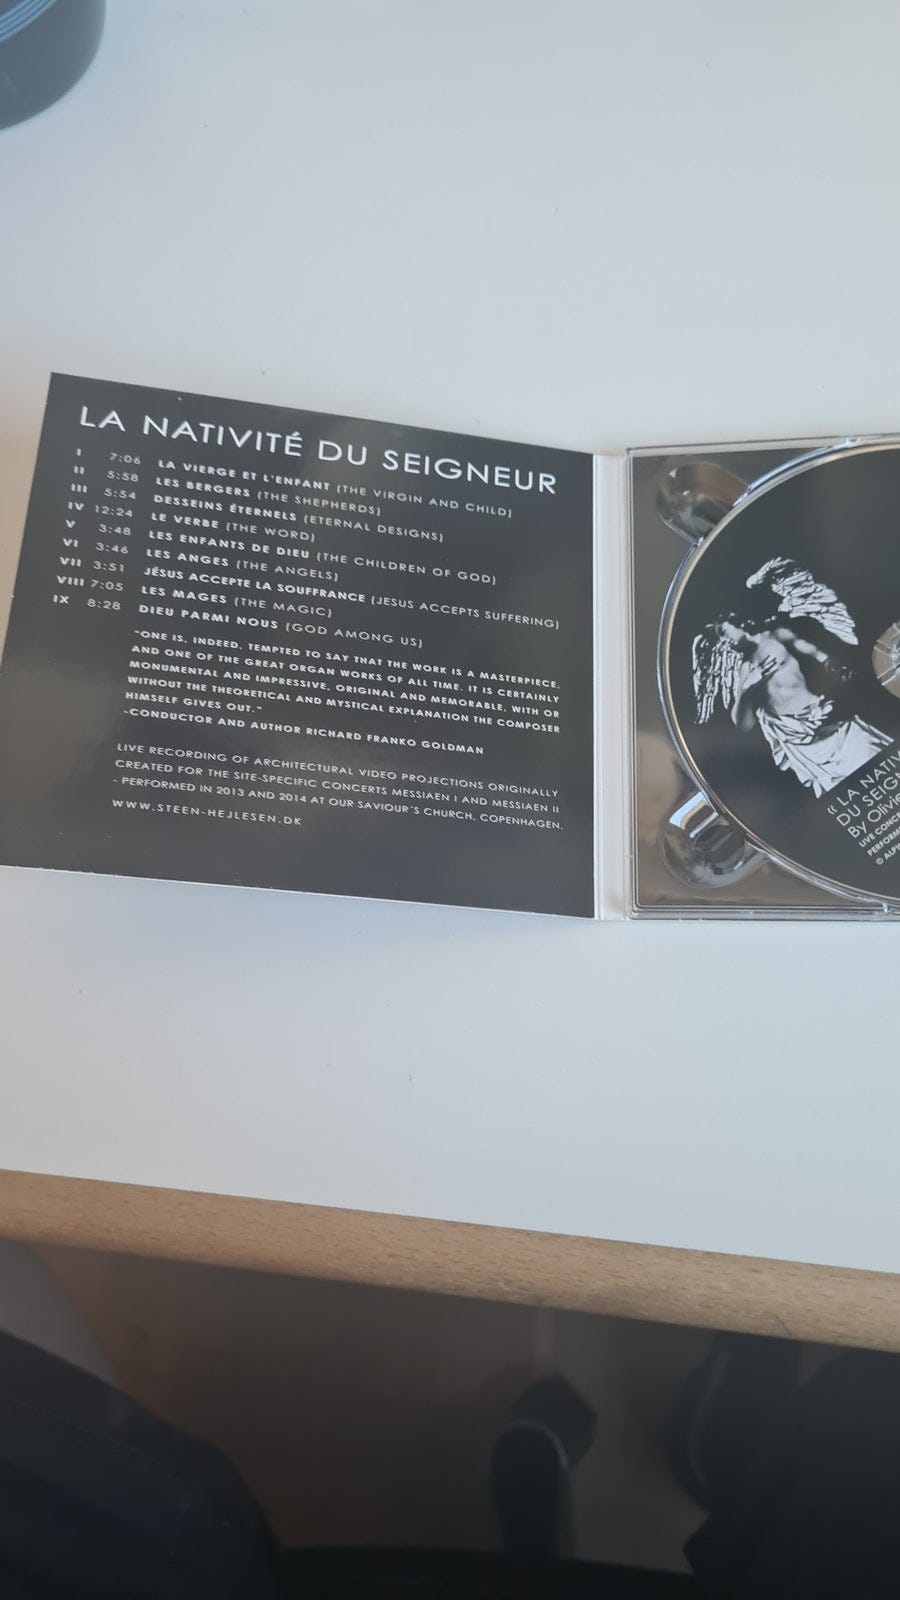 LA NATIVITÉ DU SEIGNEUR
I 7:06 LA VIERGE ET L'ENFANT (THE VIRGIN AND CHILD)
II 5:58 LES BERGERS (THE SHEPHERDS)
III 5:54 DESSEINS ÉTERNELS (ETERNAL DESIGNS)
IV 12:24 LE VERBE (THE WORD)
V 3:48 LES ENFANTS DE DIEU (THE CHILDREN OF GOD)
VI 3:46 LES ANGES (THE ANGELS)
VII 3:51 JÉSUS ACCEPTE LA SOUFFRANCE (JESUS ACCEPTS SUFFERING)
VIII 7:05 LES MAGES (THE MAGIC)
IX 8:28 DIEU PARMI NOUS (GOD AMONG US)
"ONE IS, INDEED, TEMPTED TO SAY THAT THE WORK IS A MASTERPIECE,
AND ONE OF THE GREAT ORGAN WORKS OF ALL TIME. IT IS CERTAINLY
MONUMENTAL AND IMPRESSIVE, ORIGINAL AND MEMORABLE, WITH OR
WITHOUT THE THEORETICAL AND MYSTICAL EXPLANATION THE COMPOSER
HIMSELF GIVES OUT."
-CONDUCTOR AND AUTHOR RICHARD FRANKO GOLDMAN
LIVE RECORDING OF ARCHITECTURAL VIDEO PROJECTIONS ORIGINALLY
CREATED FOR THE SITE-SPECIFIC CONCERTS MESSIAEN I AND MESSIAEN II
- PERFORMED IN 2013 AND 2014 AT OUR SAVIOUR'S CHURCH, COPENHAGEN.
WWW.STEEN-HEJLESEN.DK
"LA NATIV
DU SEIGN
By Olivie
LIVE CONCE
PERFORM
© ALPH